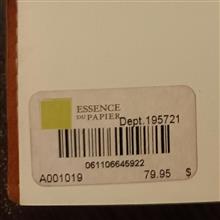 ESSENCE
DU PAPIER
Dept.195721
061106645922
A001019 79.95 $